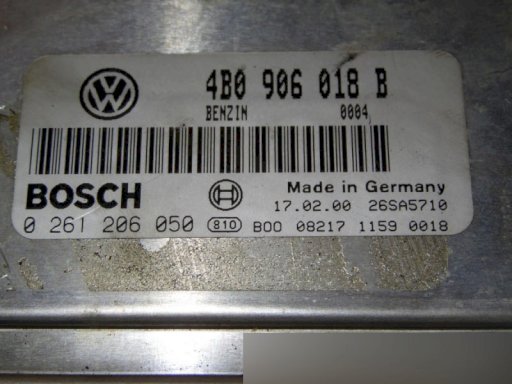 4B0 906 018 B
BENZIN 0004
BOSCH
Made in Germany
17.02.00 26SA5710
0 261 206 050 810 B00 08217 1159 0018